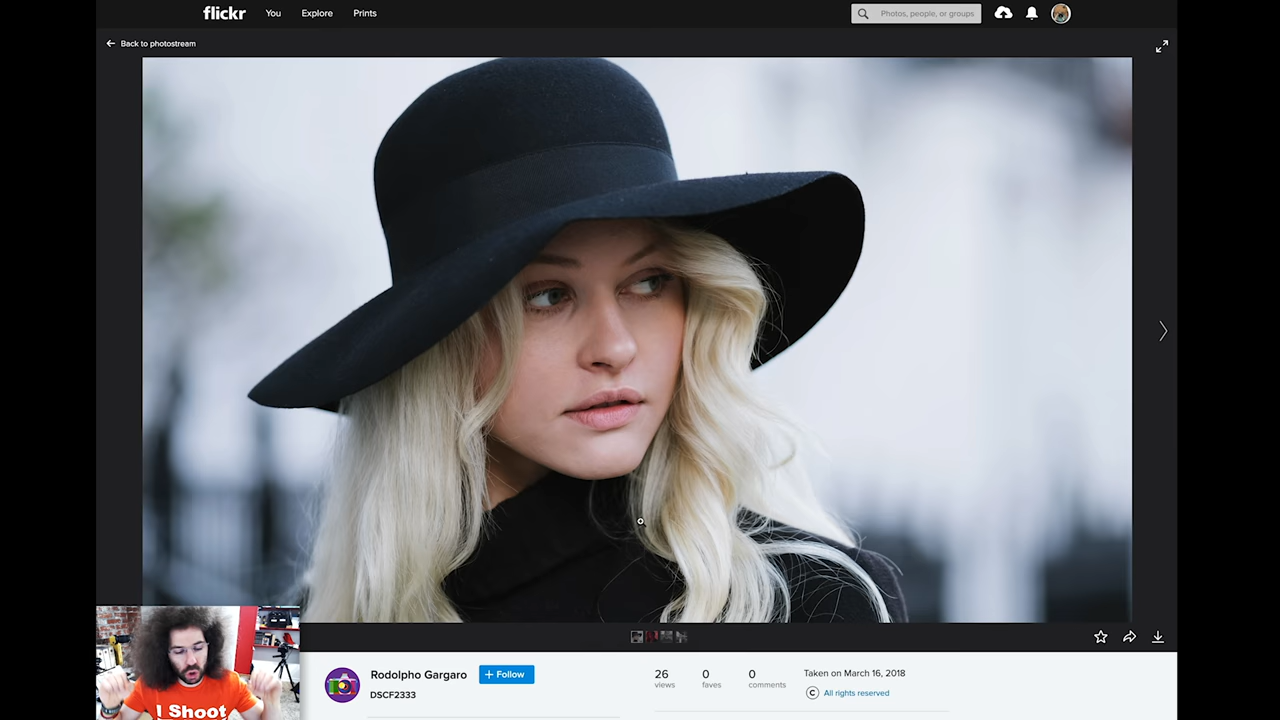 flickr
You
Explore
Prints
Photos, people, or groups
Back to photostream
Rodolpho Gargaro
+ Follow
DSCF2333
26
views
0
faves
0
comments
Taken on March 16, 2018
C All rights reserved
I Shoot